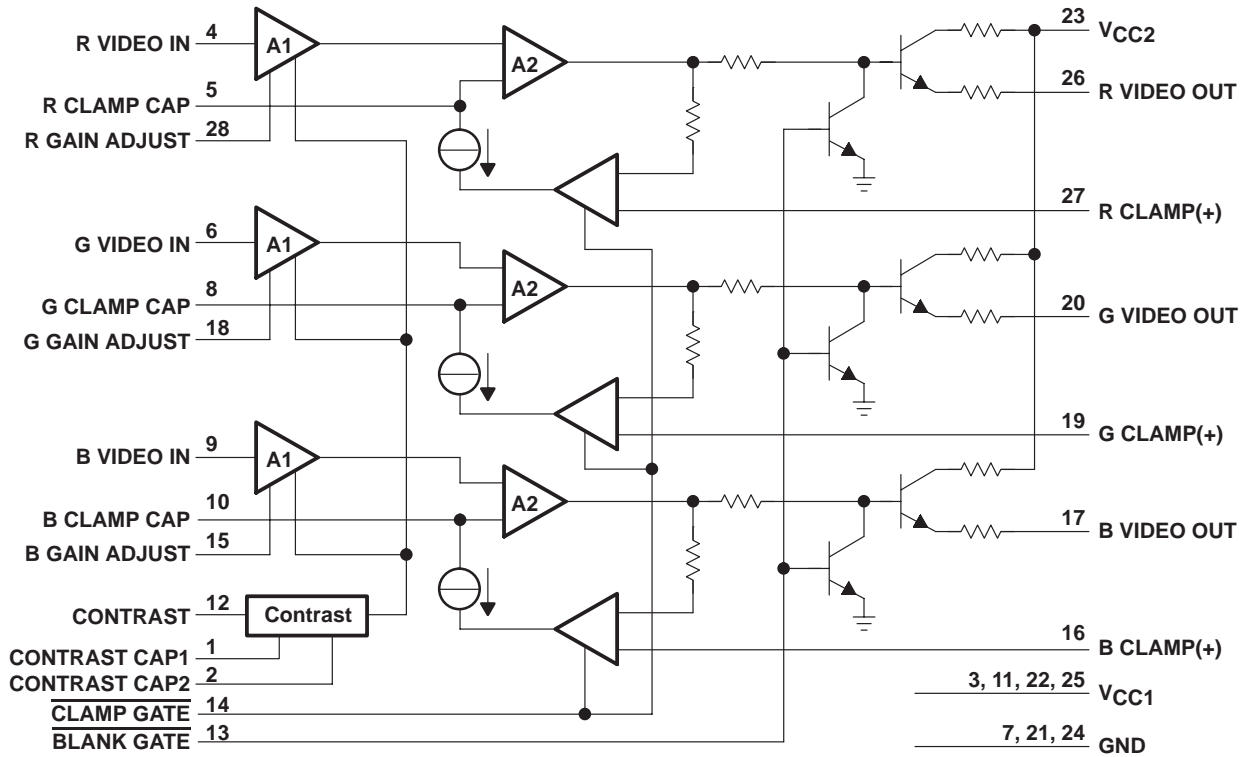 R VIDEO IN 4
A1
A2
23 VCC2
5
R CLAMP CAP
26
R VIDEO OUT
R GAIN ADJUST 28
27
R CLAMP(+)
G VIDEO IN 6
A1
A2
8
G CLAMP CAP
20
G VIDEO OUT
G GAIN ADJUST 18
19
G CLAMP(+)
B VIDEO IN 9
A1
A2
10
B CLAMP CAP
17
B VIDEO OUT
B GAIN ADJUST 15
CONTRAST 12
Contrast
16
B CLAMP(+)
CONTRAST CAP1 1
CONTRAST CAP2 2
3, 11, 22, 25
VCC1
CLAMP GATE 14
BLANK GATE 13
7, 21, 24
GND